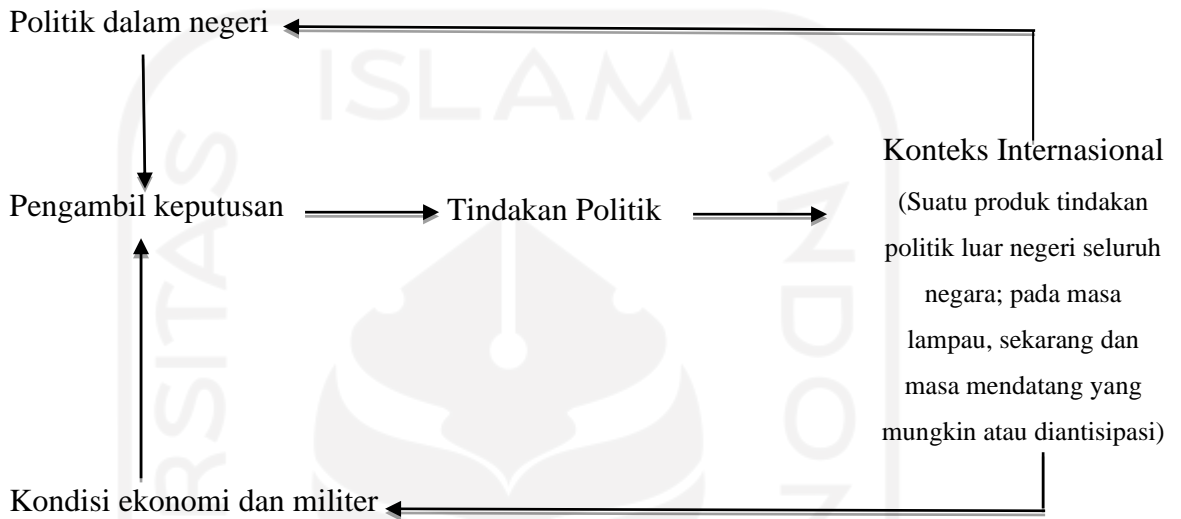 Politik dalam negeri
ISLAM
Konteks Internasional
(Suatu produk tindakan
politik luar negeri seluruh
negara; pada masa
lampau, sekarang dan
masa mendatang yang
mungkin atau diantisipasi)
Pengambil keputusan
Tindakan Politik
Kondisi ekonomi dan militer